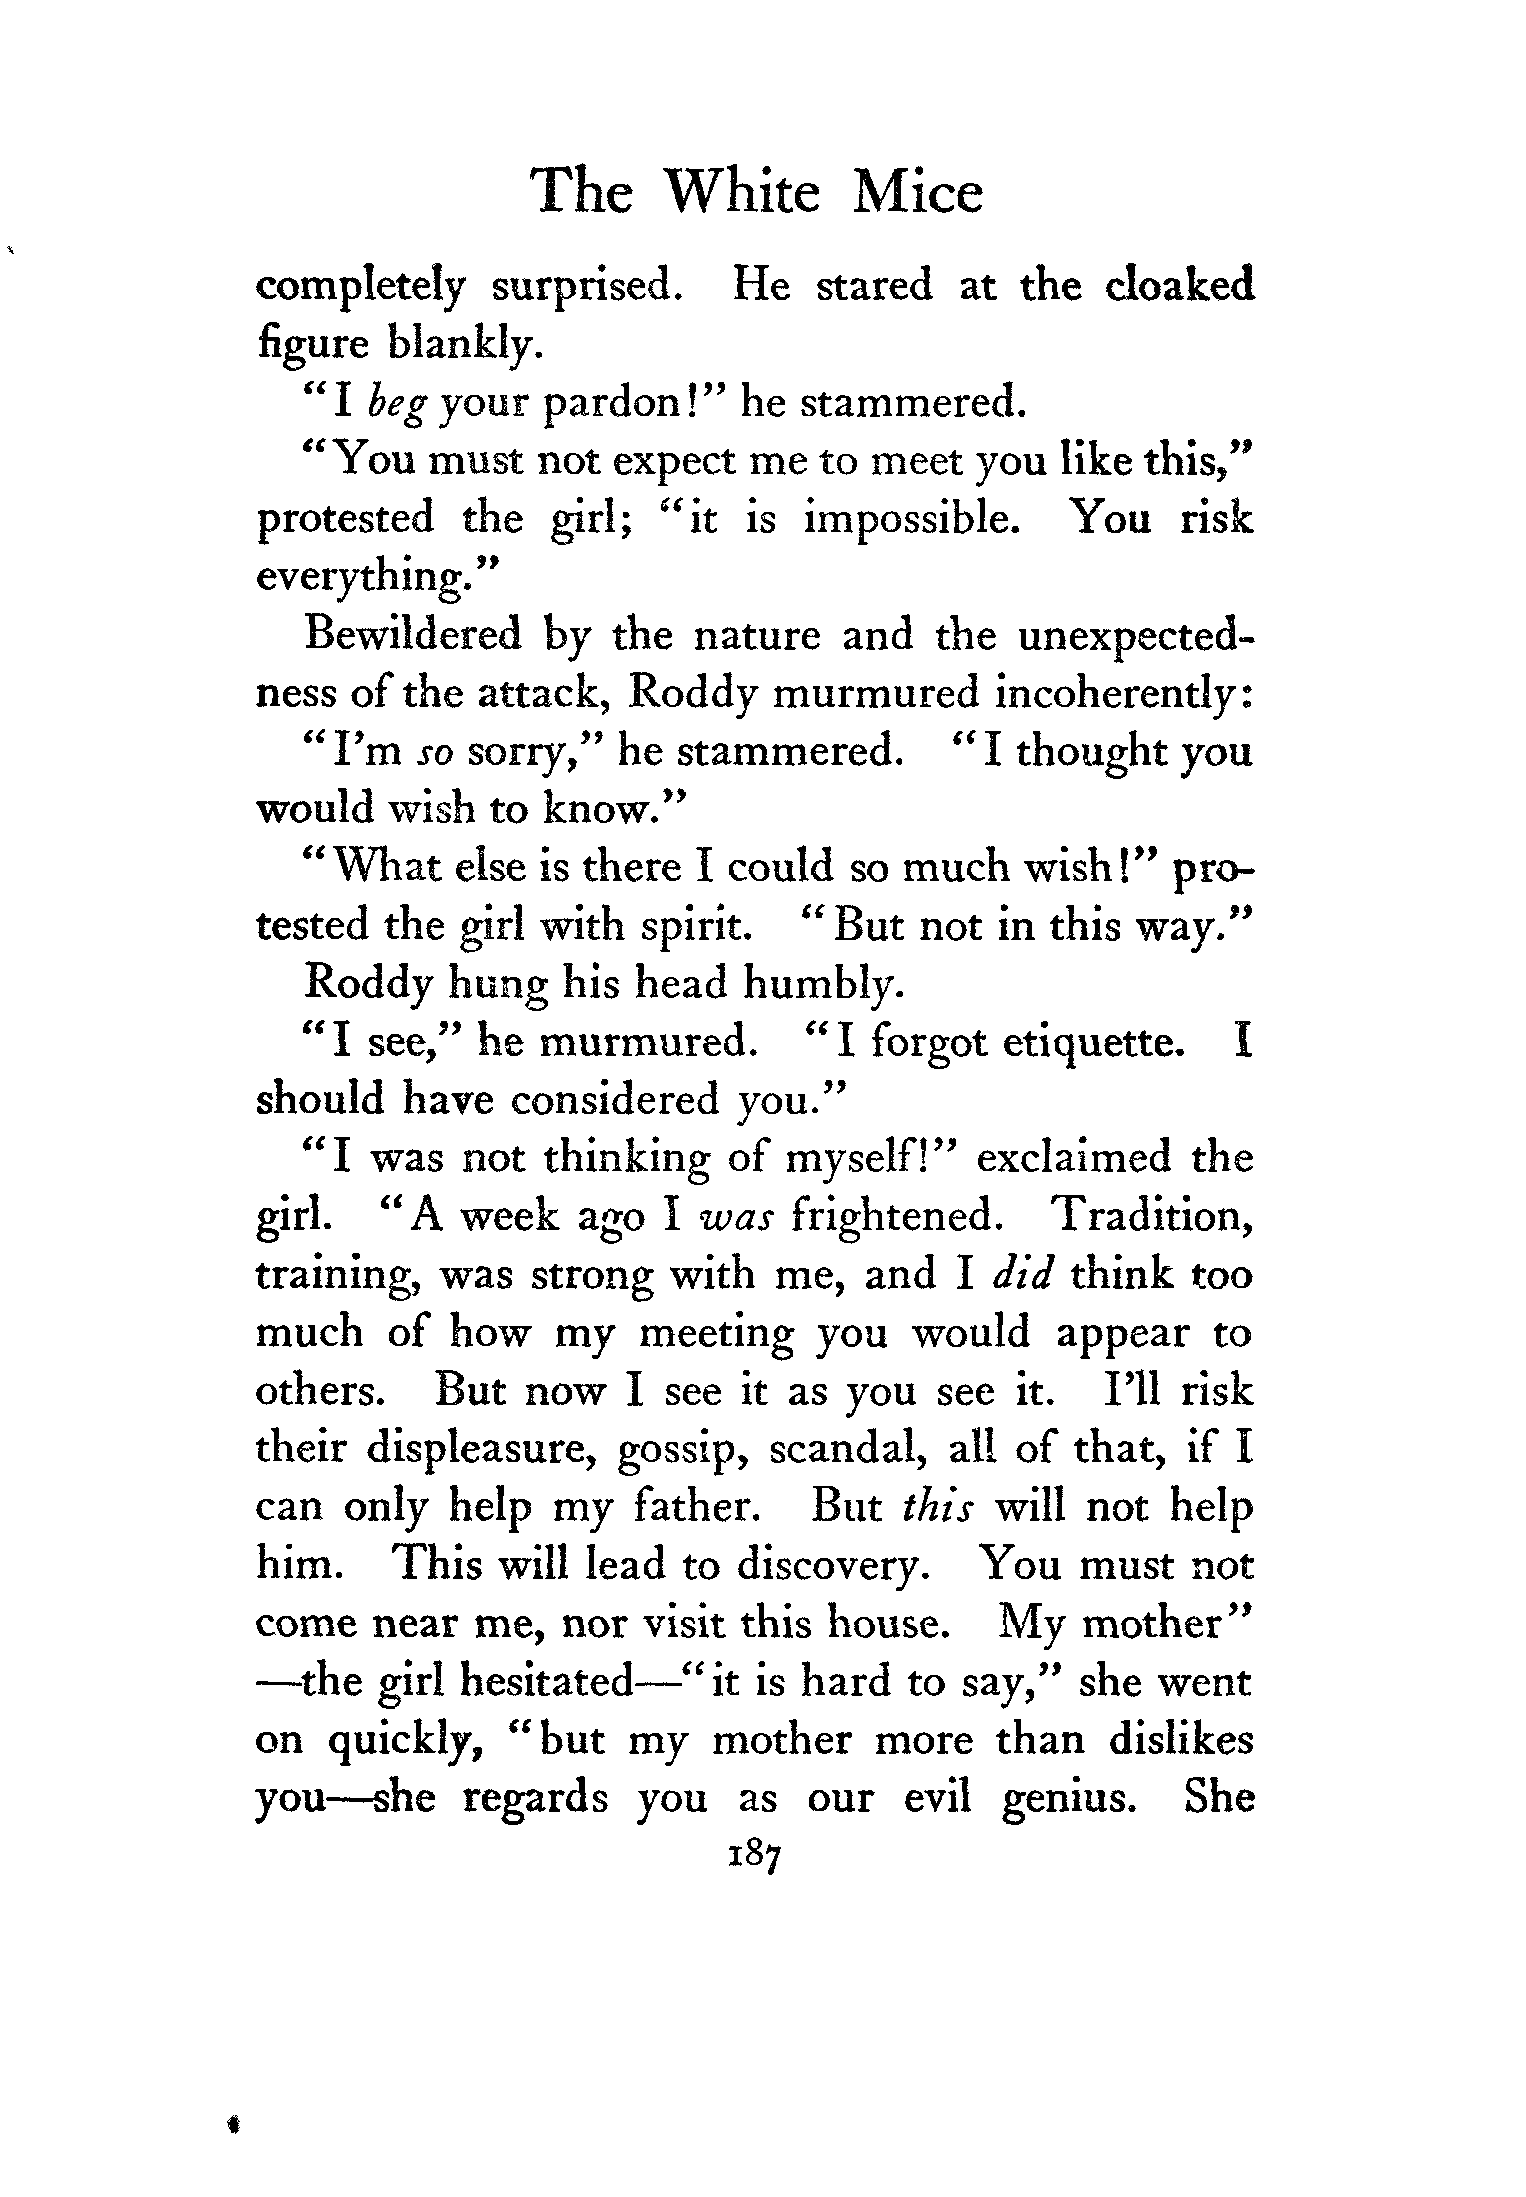 The White Mice
completely surprised. He stared at the cloaked
figure blankly.
"I beg your pardon!" he stammered.
"You must not expect me to meet you like this,"
protested the girl; "it is impossible. You risk
everything."
Bewildered by the nature and the unexpected-
ness of the attack, Roddy murmured incoherently:
"I'm so sorry," he stammered. "I thought you
would wish to know."
"What else is there I could so much wish!" pro-
tested the girl with spirit. "But not in this way."
Roddy hung his head humbly.
"I see," he murmured. "I forgot etiquette. I
should have considered you."
"I was not thinking of myself!" exclaimed the
girl. "A week ago I was frightened. Tradition,
training, was strong with me, and I did think too
much of how my meeting you would appear to
others. But now I see it as you see it. I'll risk
their displeasure, gossip, scandal, all of that, if I
can only help my father. But this will not help
him. This will lead to discovery. You must not
come near me, nor visit this house. My mother"
—the girl hesitated—"it is hard to say," she went
on quickly, "but my mother more than dislikes
you—she regards you as our evil genius. She
187